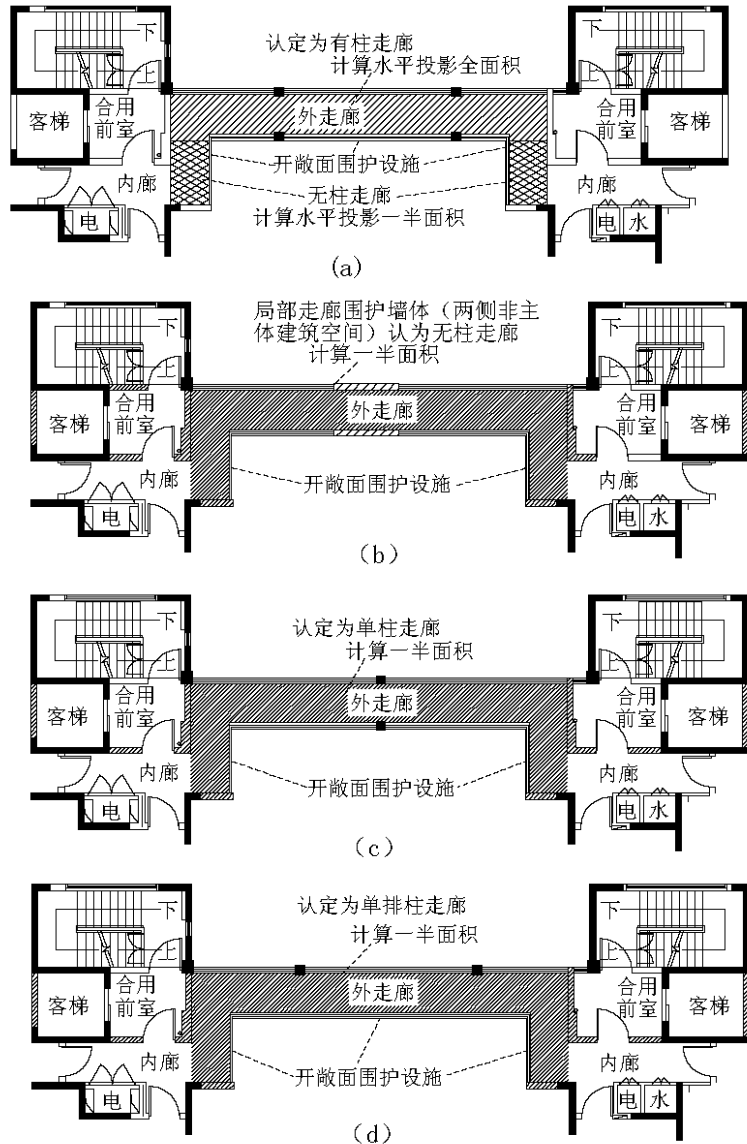 下
认定为有柱走廊
下
计算水平投影全面积
上
上
客梯
合用
前室
外走廊
合用
前室
客梯
开敞面围护设施
内廊
无柱走廊
内廊
电
计算水平投影一半面积
电
水
(a)
局部走廊围护墙体（两侧非主
体建筑空间）认为无柱走廊
计算一半面积
下
下
上
上
客梯
合用
前室
外走廊
合用
前室
客梯
内廊
开敞面围护设施
内廊
电
电
水
（b）
下
认定为单柱走廊
下
计算一半面积
上
上
客梯
合用
前室
外走廊
合用
前室
客梯
内廊
开敞面围护设施
内廊
电
电
水
（c）
下
认定为单排柱走廊
下
计算一半面积
上
上
客梯
合用
前室
外走廊
合用
前室
客梯
内廊
开敞面围护设施
内廊
电
电
水
（d）